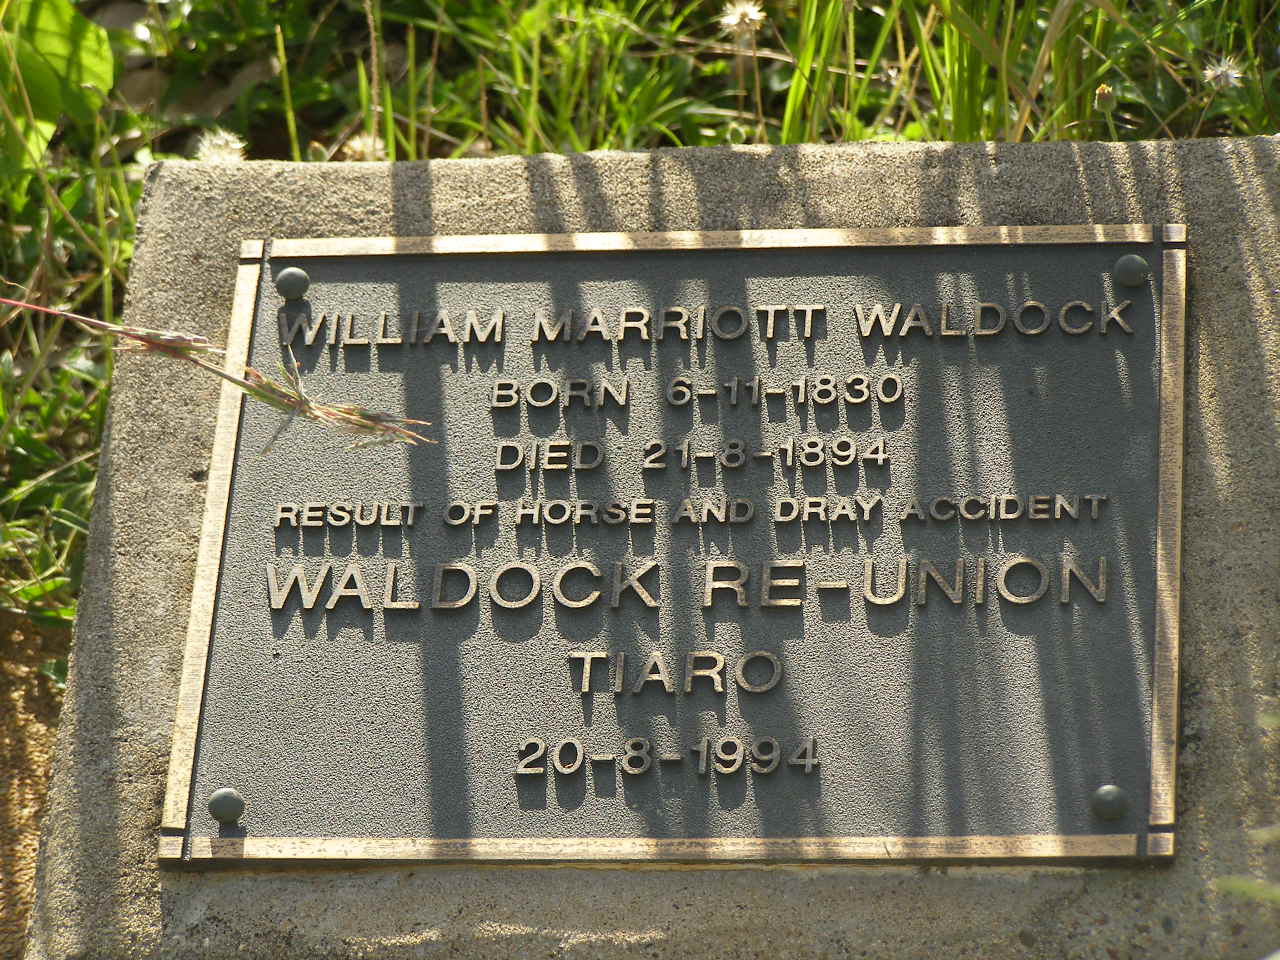 WILLIAM MARRIOTT WALDOCK
BORN 6-11-1830
DIED 21-8-1894
RESULT OF HORSE AND DRAY ACCIDENT
WALDOCK RE-UNION
TIARO
20-8-1994